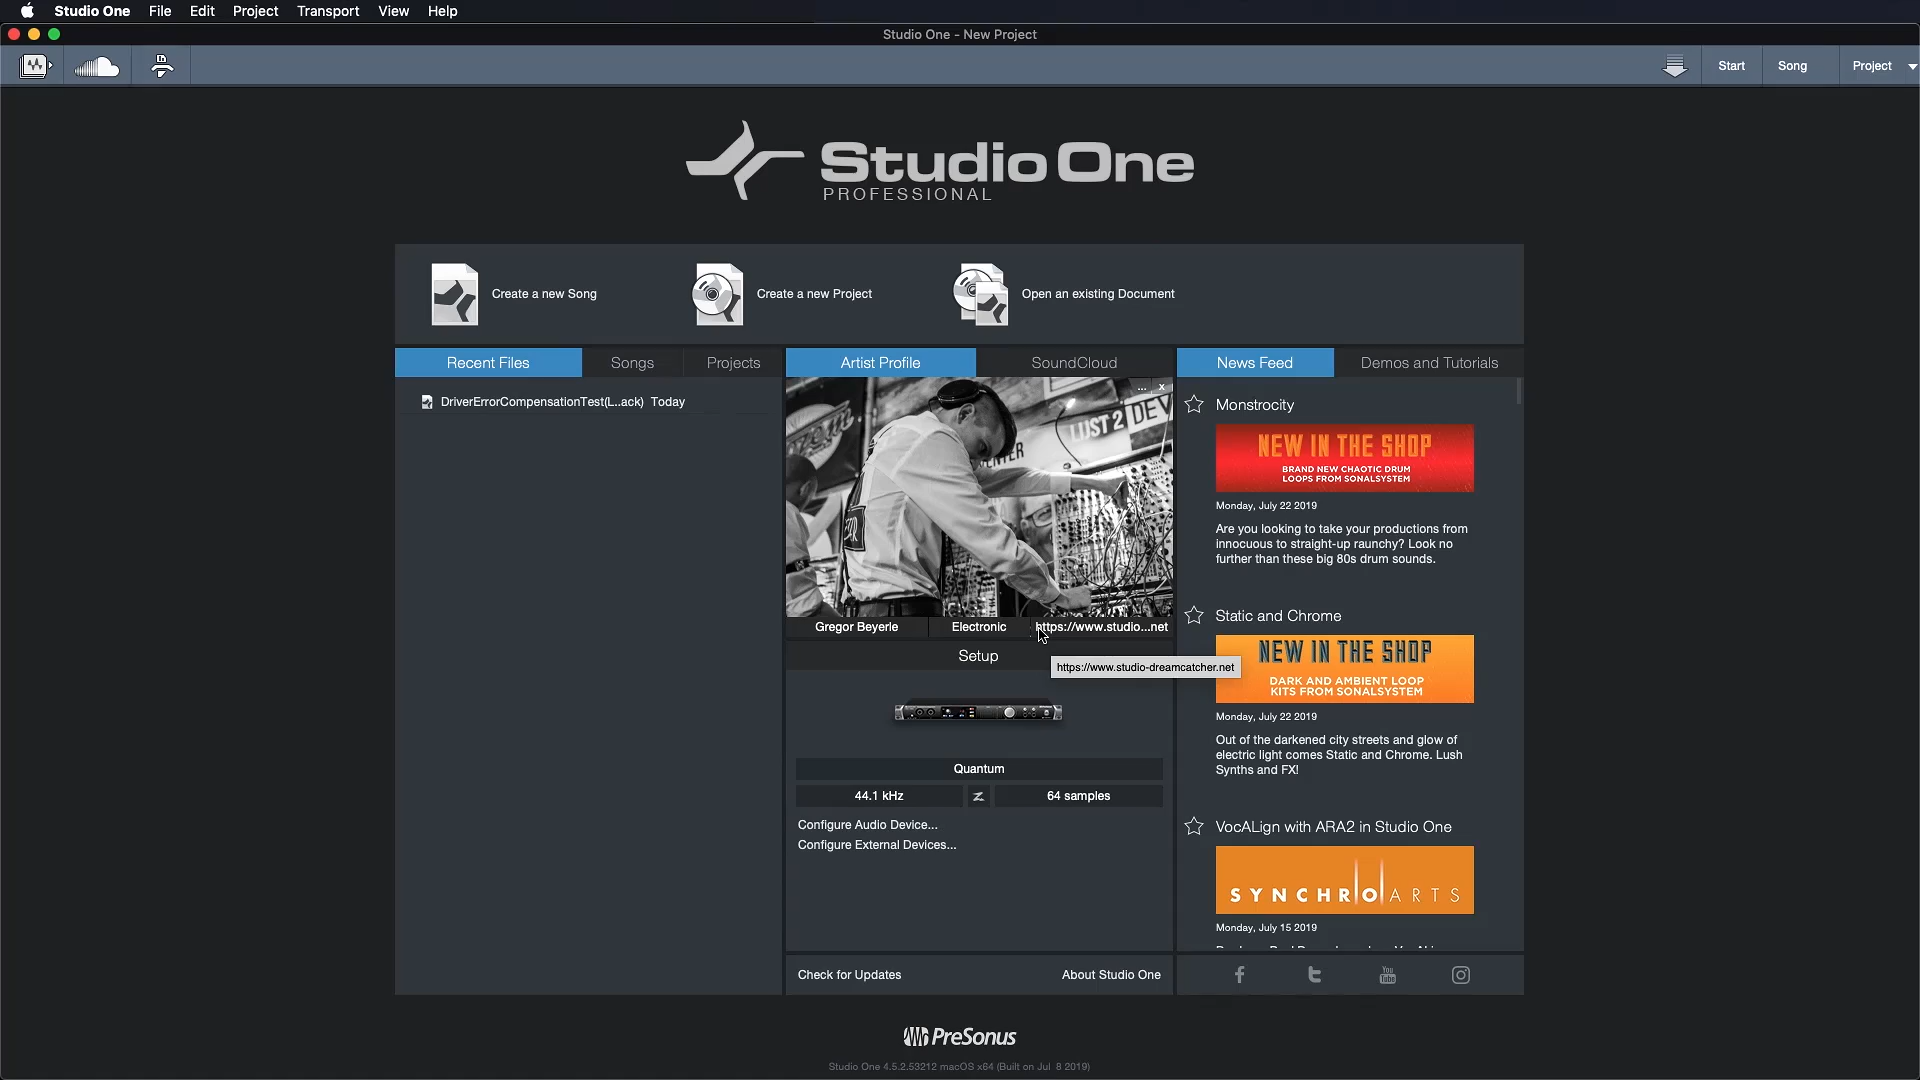 Studio One File Edit Project Transport View Help
Studio One - New Project
Start Song Project
Studio One
PROFESSIONAL
Create a new Song
Create a new Project
Open an existing Document
Recent Files Songs Projects
DriverErrorCompensationTest(L..ack) Today
Artist Profile SoundCloud
... x
LUST 2 DEV
Gregor Beyerle Electronic https://www.studio...net
https://www.studio-dreamcatcher.net
Setup
Quantum
44.1 kHz Z 64 samples
Configure Audio Device...
Configure External Devices...
Check for Updates About Studio One
News Feed Demos and Tutorials
Monstrocity
NEW IN THE SHOP
BRAND NEW CHAOTIC DRUM
LOOPS FROM SONALSYSTEM
Monday, July 22 2019
Are you looking to take your productions from
innocuous to straight-up raunchy? Look no
further than these big 80s drum sounds.
Static and Chrome
NEW IN THE SHOP
DARK AND AMBIENT LOOP
KITS FROM SONALSYSTEM
Monday, July 22 2019
Out of the darkened city streets and glow of
electric light comes Static and Chrome. Lush
Synths and FX!
VocALign with ARA2 in Studio One
SYNCHRO ARTS
Monday, July 15 2019
You Tube
PreSonus
Studio One 4.5.2.53212 macOS x64 (Built on Jul 8 2019)